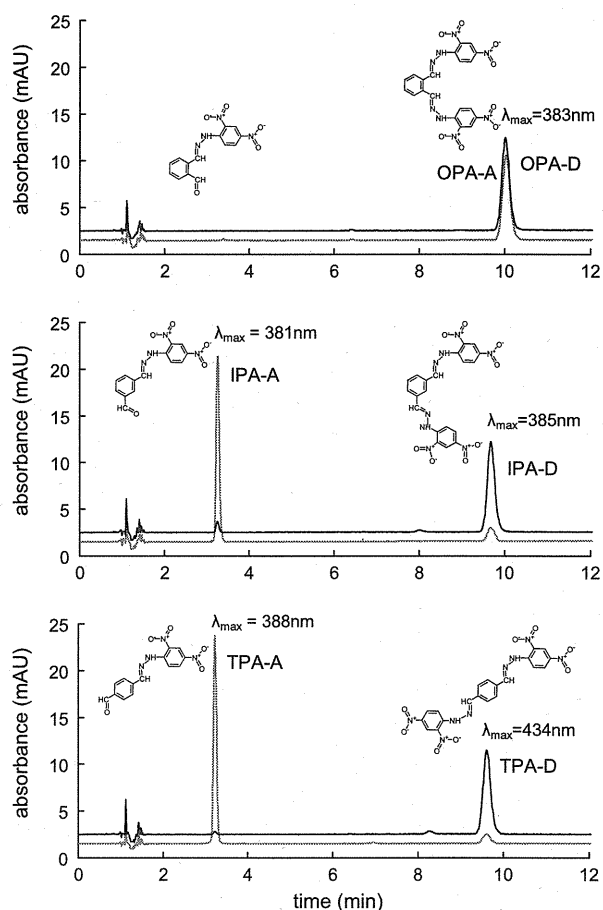 absorbance (mAU)
25
20
15
10
5
0
0 2 4 6 8 10 12
λmax=383nm
OPA-A OPA-D
absorbance (mAU)
25
20
15
10
5
0
0 2 4 6 8 10 12
λmax = 381nm
IPA-A
λmax=385nm
IPA-D
absorbance (mAU)
25
20
15
10
5
0
0 2 4 6 8 10 12
λmax = 388nm
TPA-A
λmax=434nm
TPA-D
time (min)